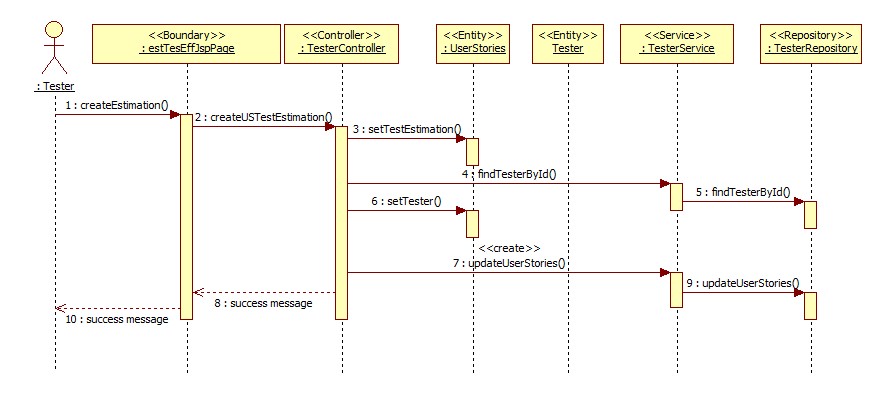 <<Boundary>>
: estTesEffJspPage
<<Controller>>
: TesterController
<<Entity>>
: UserStories
<<Entity>>
Tester
<<Service>>
: TesterService
<<Repository>>
: TesterRepository
: Tester
1 : createEstimation()
2 : createUSTestEstimation()
3 : setTestEstimation()
4 : findTesterById()
5 : findTesterById()
6 : setTester()
<<create>>
7 : updateUserStories()
9 : updateUserStories()
8 : success message
10 : success message